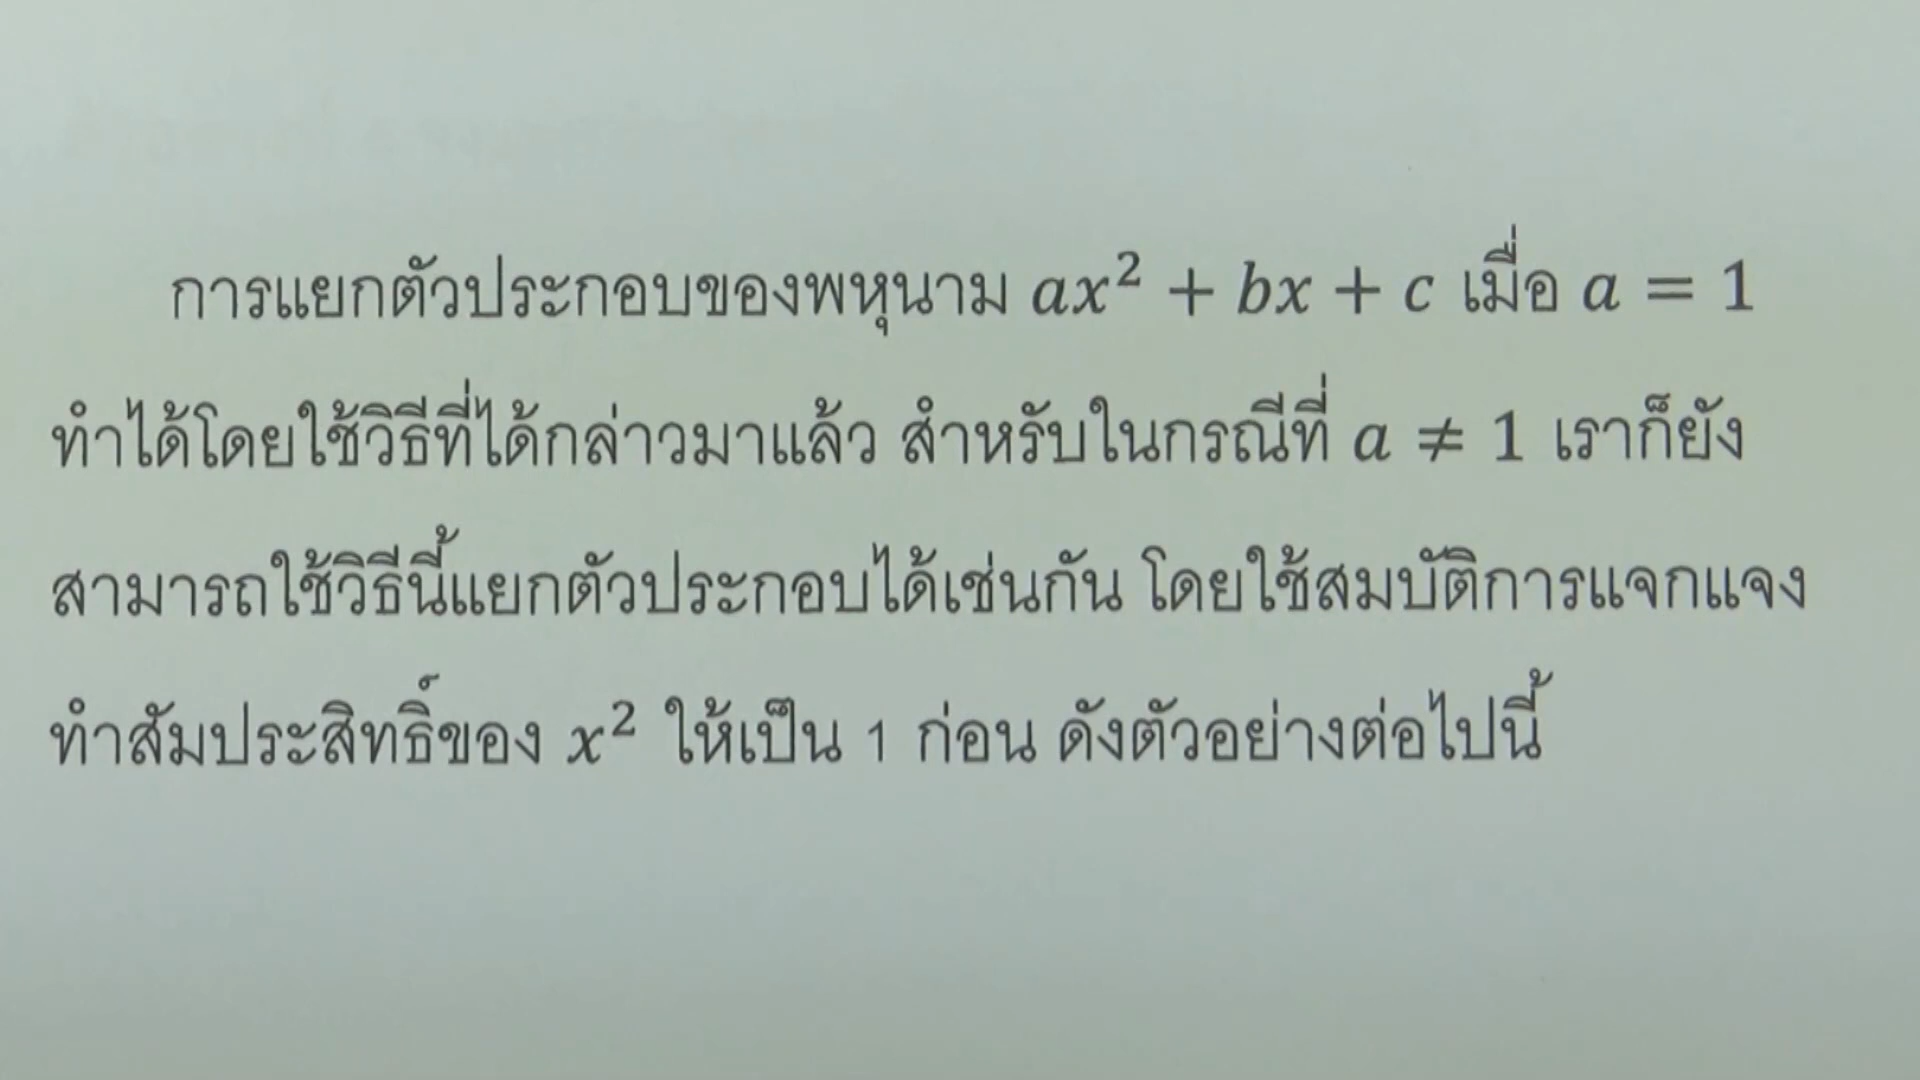 การแยกตัวประกอบของพหุนาม ax² + bx + c เมื่อ a = 1
ทำได้โดยใช้วิธีที่ได้กล่าวมาแล้ว สำหรับในกรณีที่ a ≠ 1 เราก็ยัง
สามารถใช้วิธีนี้แยกตัวประกอบได้เช่นกัน โดยใช้สมบัติการแจกแจง
ทำสัมประสิทธิ์ของ x² ให้เป็น 1 ก่อน ดังตัวอย่างต่อไปนี้